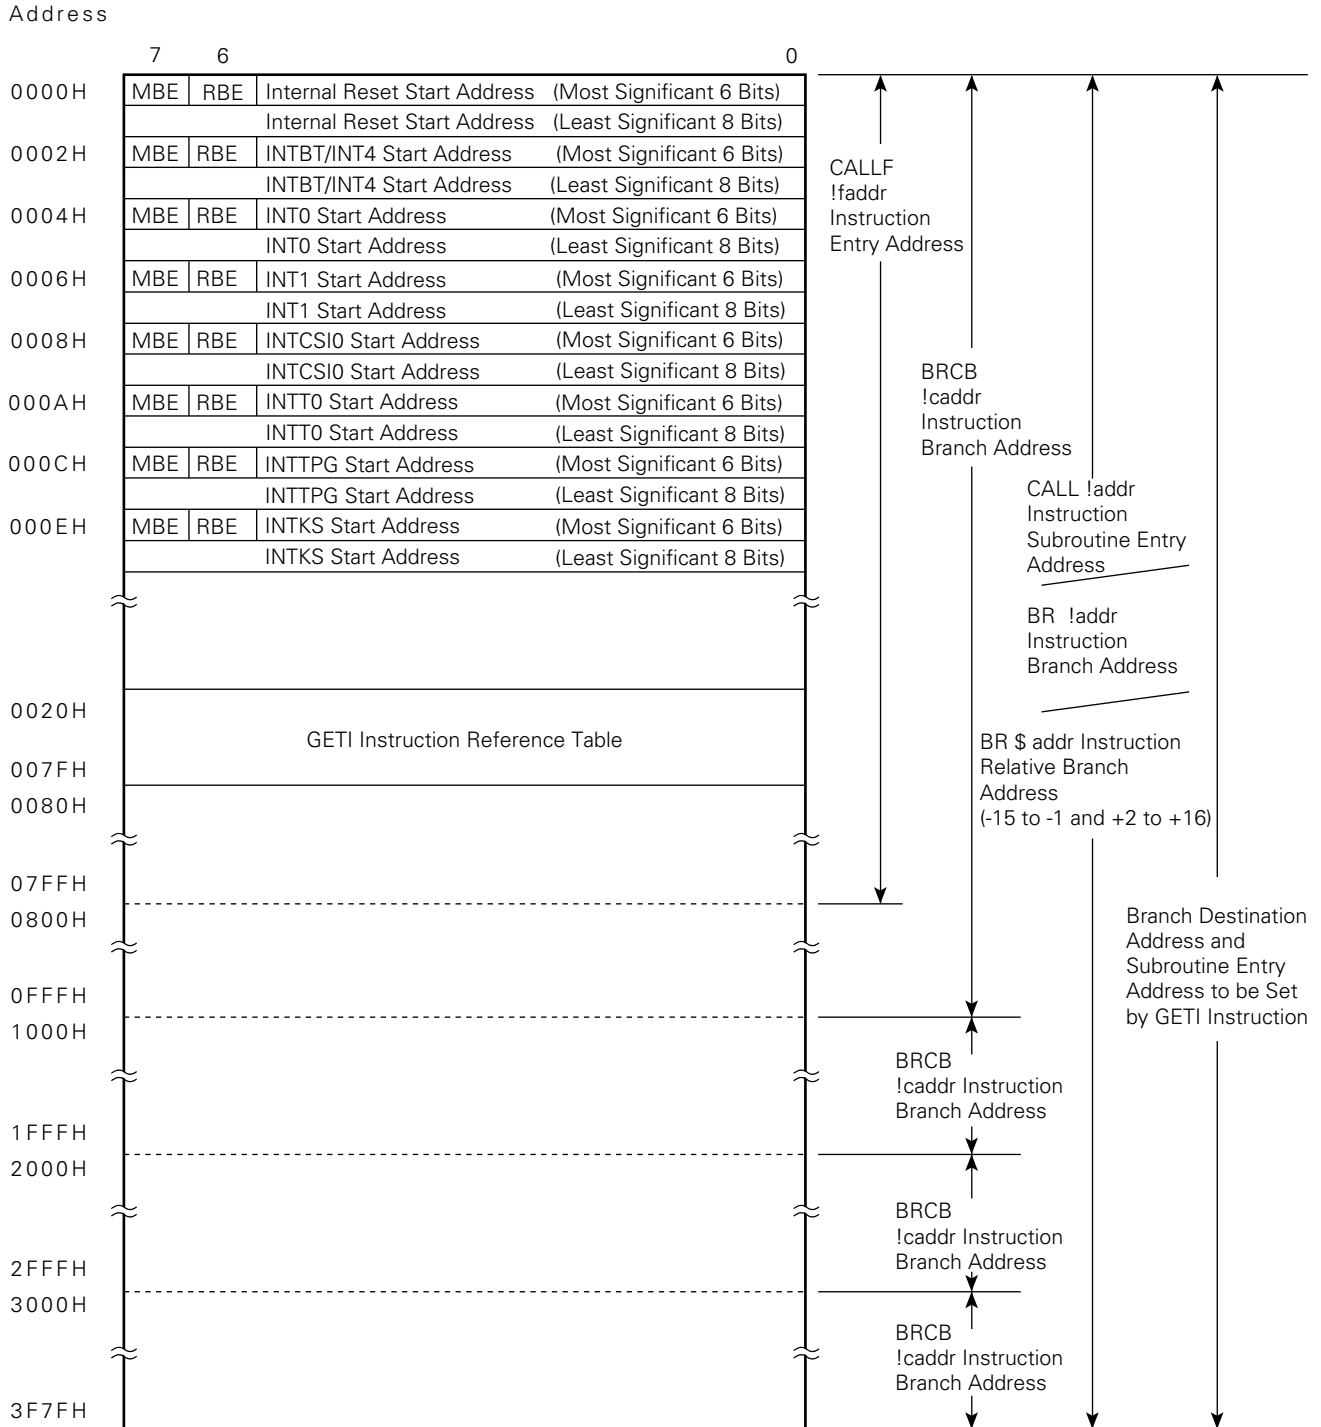 Address
7 6 0
0000H MBE RBE Internal Reset Start Address (Most Significant 6 Bits)
Internal Reset Start Address (Least Significant 8 Bits)
0002H MBE RBE INTBT/INT4 Start Address (Most Significant 6 Bits)
INTBT/INT4 Start Address (Least Significant 8 Bits)
0004H MBE RBE INT0 Start Address (Most Significant 6 Bits)
INT0 Start Address (Least Significant 8 Bits)
0006H MBE RBE INT1 Start Address (Most Significant 6 Bits)
INT1 Start Address (Least Significant 8 Bits)
0008H MBE RBE INTCSI0 Start Address (Most Significant 6 Bits)
INTCSI0 Start Address (Least Significant 8 Bits)
000AH MBE RBE INTT0 Start Address (Most Significant 6 Bits)
INTT0 Start Address (Least Significant 8 Bits)
000CH MBE RBE INTTPG Start Address (Most Significant 6 Bits)
INTTPG Start Address (Least Significant 8 Bits)
000EH MBE RBE INTKS Start Address (Most Significant 6 Bits)
INTKS Start Address (Least Significant 8 Bits)
0020H
GETI Instruction Reference Table
007FH
0080H
07FFH
0800H
0FFFH
1000H
1FFFH
2000H
2FFFH
3000H
3F7FH
CALLF
!faddr
Instruction
Entry Address
BRCB
!caddr
Instruction
Branch Address
CALL !addr
Instruction
Subroutine Entry
Address
BR !addr
Instruction
Branch Address
BR $ addr Instruction
Relative Branch
Address
(-15 to -1 and +2 to +16)
Branch Destination
Address and
Subroutine Entry
Address to be Set
by GETI Instruction
BRCB
!caddr Instruction
Branch Address
BRCB
!caddr Instruction
Branch Address
BRCB
!caddr Instruction
Branch Address